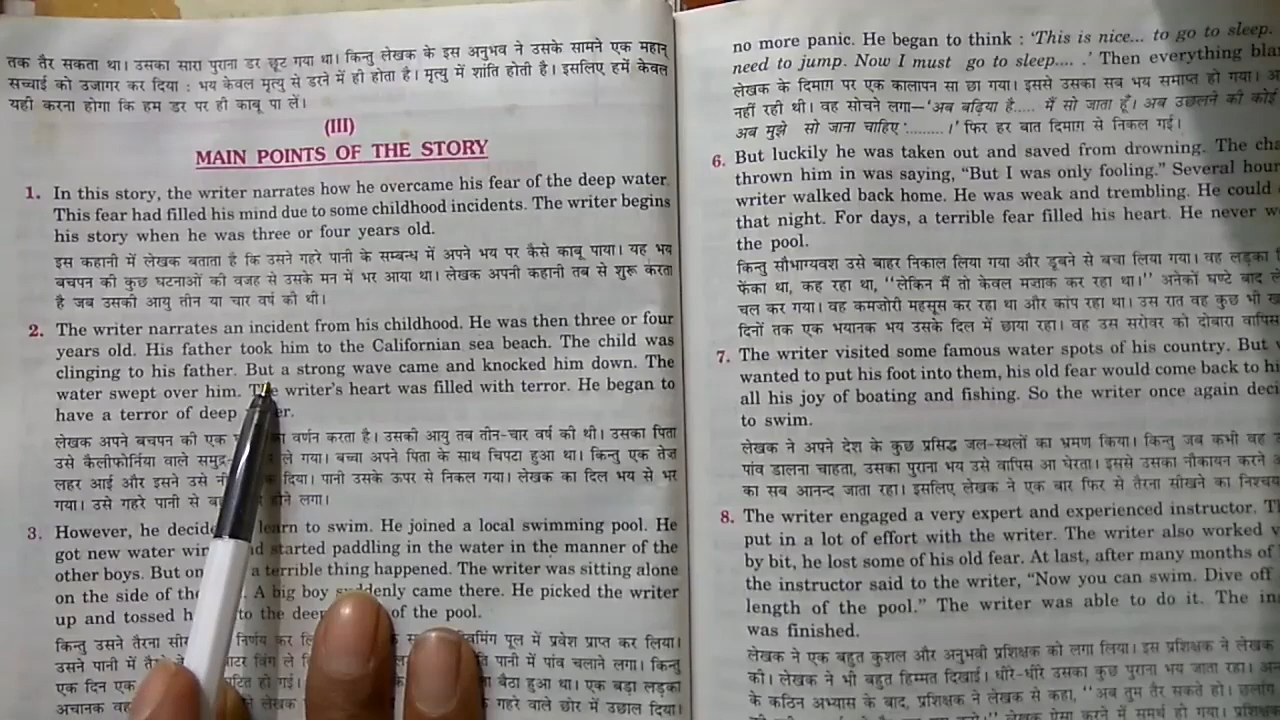 तक तैर सकता था। उसका सारा पुराना डर छूट गया था। किन्तु लेखक के इस अनुभव ने उसके सामने एक महान्
सच्चाई को उजागर कर दिया : भय केवल मृत्यु से डरने में ही होता है। मृत्यु में शांति होती है। इसलिए हमें केवल
यही करना होगा कि हम डर पर ही काबू पा लें।
(III)
MAIN POINTS OF THE STORY
1. In this story, the writer narrates how he overcame his fear of the deep water.
This fear had filled his mind due to some childhood incidents. The writer begins
his story when he was three or four years old.
इस कहानी में लेखक बताता है कि उसने गहरे पानी के सम्बन्ध में अपने भय पर कैसे काबू पाया। यह भय
बचपन की कुछ घटनाओं की वजह से उसके मन में भर आया था। लेखक अपनी कहानी तब से शुरू करता
है जब उसकी आयु तीन या चार वर्ष की थी।
2. The writer narrates an incident from his childhood. He was then three or four
years old. His father took him to the Californian sea beach. The child was
clinging to his father. But a strong wave came and knocked him down. The
water swept over him. The writer's heart was filled with terror. He began to
have a terror of deep
लेखक अपने बचपन की एक वर्णन करता है। उसकी आयु तब तीन-चार वर्ष की थी। उसका पिता
उसे कैलीफोर्निया वाले समुद्र- ले गया। बच्चा अपने पिता के साथ चिपटा हुआ था। किन्तु एक तेज
लहर आई और इसने उसे दिया। पानी उसके ऊपर से निकल गया। लेखक का दिल भय से भर
गया। उसे गहरे पानी से होने लगा।
3. However, he decide learn to swim. He joined a local swimming pool. He
got new water started paddling in the water in the manner of the
other boys. But a terrible thing happened. The writer was sitting alone
on the side of A big boy suddenly came there. He picked the writer
up and tossed to the deep of the pool.
किन्तु उसने तैरना निर्णय कर पूल में प्रवेश प्राप्त कर लिया।
उसने पानी में वाटर विंग ले पानी में पांव चलाने लगा। किन्तु
एक दिन एक हो गई। बैठा हुआ था। एक बड़ा लड़का
अचानक लेखक गहरे वाले छोर में उछाल दिया।
no more panic. He began to think : 'This is nice... to go to sleep.
need to jump. Now I must go to sleep.... .' Then everything
लेखक के दिमाग़ पर एक कालापन सा छा गया। इससे उसका सब भय समाप्त हो गया।
नहीं रही थी। वह सोचने लगा—'अब बढ़िया है..... मैं सो जाता हूँ। अब उछलने की कोई
अब मुझे सो जाना चाहिए .........।' फिर हर बात दिमाग़ से निकल गई।
6. But luckily he was taken out and saved from drowning. The
thrown him in was saying, "But I was only fooling." Several
writer walked back home. He was weak and trembling. He could
that night. For days, a terrible fear filled his heart. He never
the pool.
किन्तु सौभाग्यवश उसे बाहर निकाल लिया गया और डूबने से बचा लिया गया। वह लड़का
फेंका था, कह रहा था, "लेकिन मैं तो केवल मज़ाक कर रहा था।" अनेकों घण्टे बाद
चल कर गया। वह कमजोरी महसूस कर रहा था और कांप रहा था। उस रात वह कुछ भी
दिनों तक एक भयानक भय उसके दिल में छाया रहा। वह उस सरोवर को दोबारा वापिस
7. The writer visited some famous water spots of his country. But
wanted to put his foot into them, his old fear would come back to
all his joy of boating and fishing. So the writer once again
to swim.
लेखक ने अपने देश के कुछ प्रसिद्ध जल-स्थलों का भ्रमण किया। किन्तु जब कभी वह
पांव डालना चाहता, उसका पुराना भय उसे वापिस आ घेरता। इससे उसका नौकायन करने
का सब आनन्द जाता रहा। इसलिए लेखक ने एक बार फिर से तैरना सीखने का निश्चय
8. The writer engaged a very expert and experienced instructor.
put in a lot of effort with the writer. The writer also worked
by bit, he lost some of his old fear. At last, after many months of
the instructor said to the writer, "Now you can swim. Dive off
length of the pool." The writer was able to do it. The
was finished.
लेखक ने एक बहुत कुशल और अनुभवी प्रशिक्षक को लगा लिया। इस प्रशिक्षक ने लेखक
की। लेखक ने भी बहुत हिम्मत दिखाई। धीरे-धीरे उसका कुछ पुराना भय जाता रहा।
के कठिन अभ्यास के बाद, प्रशिक्षक ने लेखक से कहा, "अब तुम तैर सकते हो।
लेखक ऐसा करने में समर्थ हो गया।